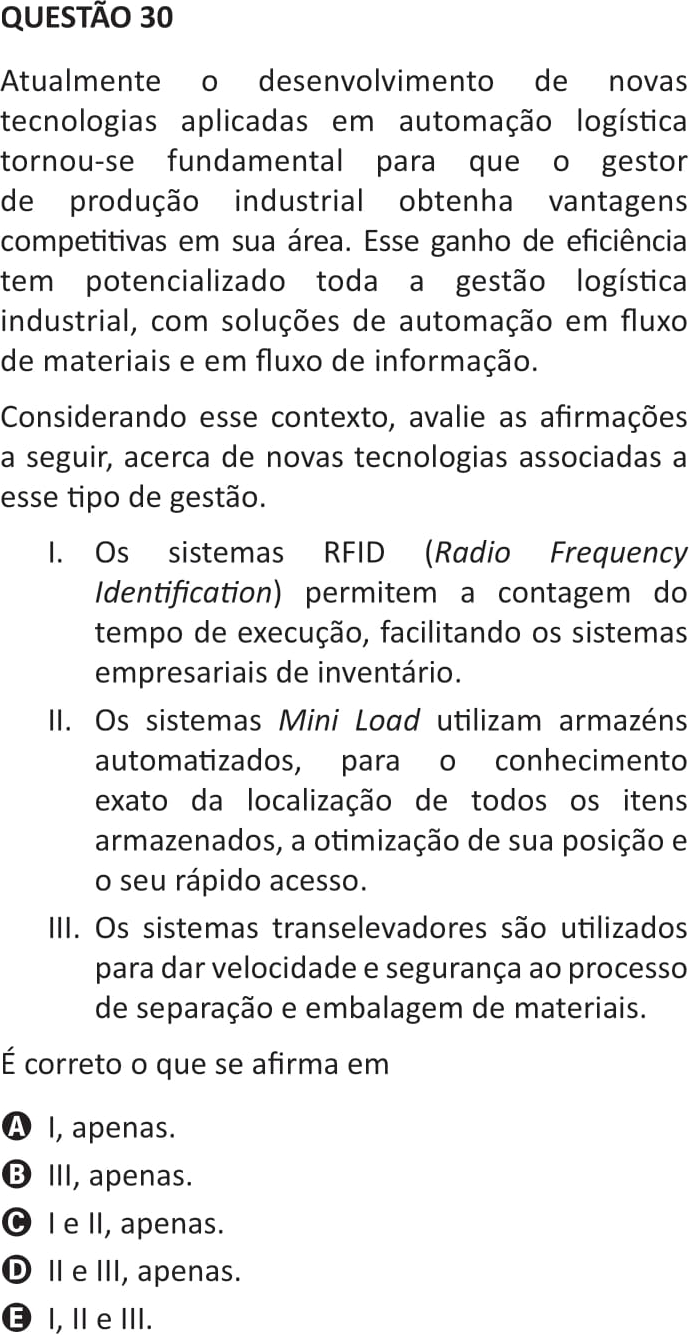 QUESTÃO 30
Atualmente o desenvolvimento de novas
tecnologias aplicadas em automação logística
tornou-se fundamental para que o gestor
de produção industrial obtenha vantagens
competitivas em sua área. Esse ganho de eficiência
tem potencializado toda a gestão logística
industrial, com soluções de automação em fluxo
de materiais e em fluxo de informação.
Considerando esse contexto, avalie as afirmações
a seguir, acerca de novas tecnologias associadas a
esse tipo de gestão.
I. Os sistemas RFID (Radio Frequency
Identification) permitem a contagem do
tempo de execução, facilitando os sistemas
empresariais de inventário.
II. Os sistemas Mini Load utilizam armazéns
automatizados, para o conhecimento
exato da localização de todos os itens
armazenados, a otimização de sua posição e
o seu rápido acesso.
III. Os sistemas transelevadores são utilizados
para dar velocidade e segurança ao processo
de separação e embalagem de materiais.
É correto o que se afirma em
A I, apenas.
B III, apenas.
C I e II, apenas.
D II e III, apenas.
E I, II e III.